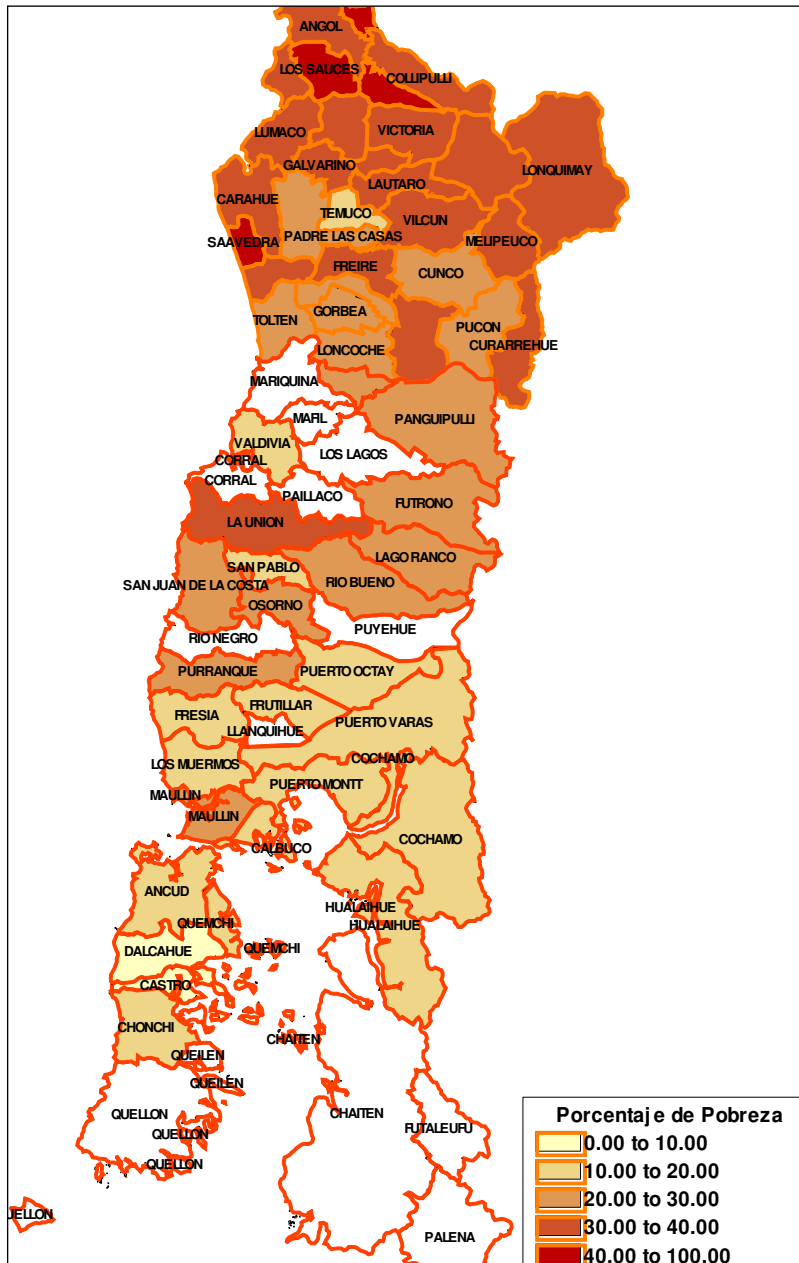 ANGOL
LOS SAUCES
COLLIPULLI
LUMACO
VICTORIA
GALVARINO
LONQUIMAY
LAUTARO
CARAHUE
TEMUCO
VILCUN
SAAVEDRA
PADRE LAS CASAS
MELIPEUCO
FREIRE
CUNCO
GORBEA
TOLTEN
PUCON
CURARREHUE
LONCOCHE
MARIQUINA
MARIL
PANGUIPULLI
VALDIVIA
LOS LAGOS
CORRAL
CORRAL
PAILLACO
FUTRONO
LA UNION
LAGO RANCO
SAN PABLO
SAN JUAN DE LA COSTA
RIO BUENO
OSORNO
PUYEHUE
RIO NEGRO
PURRANQUE
PUERTO OCTAY
FRUTILLAR
FRESIA
PUERTO VARAS
LLANQUIHUE
COCHAMO
LOS MUERMOS
PUERTO MONTT
MAULLIN
MAULLIN
COCHAMO
CALBUCO
ANCUD
HUALAIHUE
QUEMCHI
HUALAIHUE
DALCAHUE
QUEMCHI
CASTRO
CHONCHI
CHAITEN
QUEILEN
QUEILEN
QUELLON
CHAITEN
FUTALEUFU
QUELLON
QUELLON
UELLON
PALENA
Porcentaje de Pobreza
0.00 to 10.00
10.00 to 20.00
20.00 to 30.00
30.00 to 40.00
40.00 to 100.00